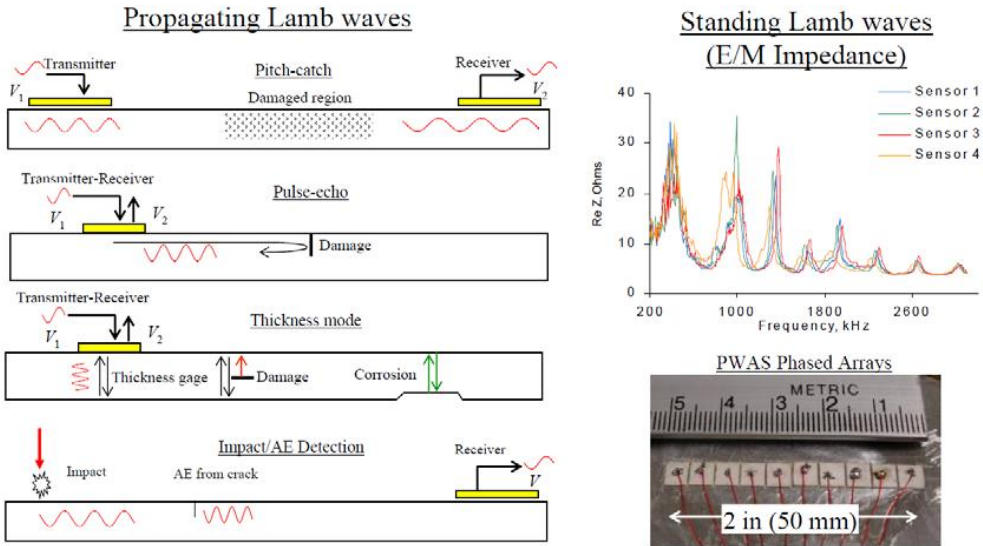 Propagating Lamb waves
Transmitter
Pitch-catch
Receiver
V1
Damaged region
V2
Transmitter-Receiver
Pulse-echo
V1
V2
Damage
Transmitter-Receiver
V1
V2
Thickness mode
Thickness gage
Damage
Corrosion
Impact/AE Detection
Receiver
Impact
AE from crack
V
Standing Lamb waves
(E/M Impedance)
Re Z, Ohms
40
30
20
10
0
200
1000
1800
2600
Frequency, kHz
Sensor 1
Sensor 2
Sensor 3
Sensor 4
PWAS Phased Arrays
METRIC
5 4 3 2 1
2 in (50 mm)